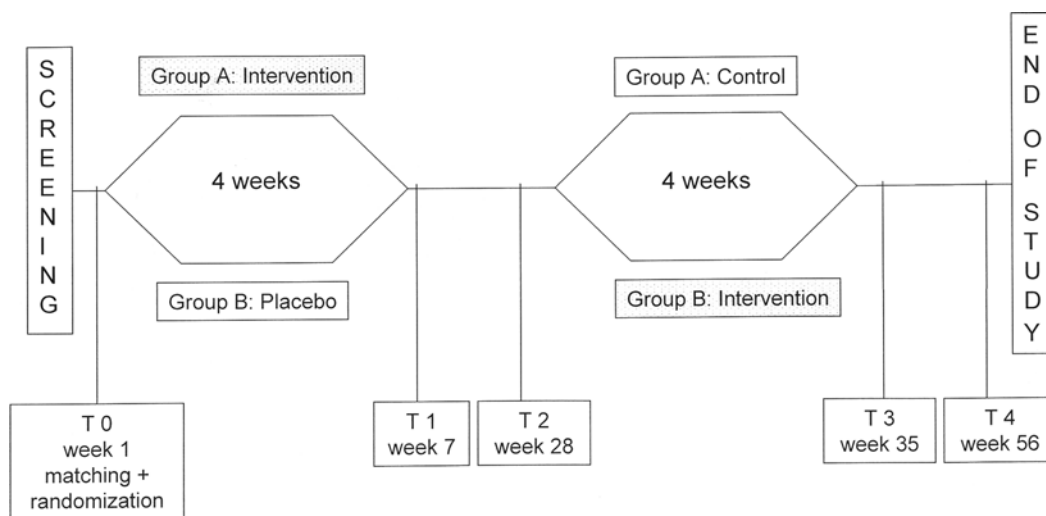 SCREENING
Group A: Intervention
4 weeks
Group B: Placebo
Group A: Control
4 weeks
Group B: Intervention
END OF STUDY
T 0
week 1
matching +
randomization
T 1
week 7
T 2
week 28
T 3
week 35
T 4
week 56